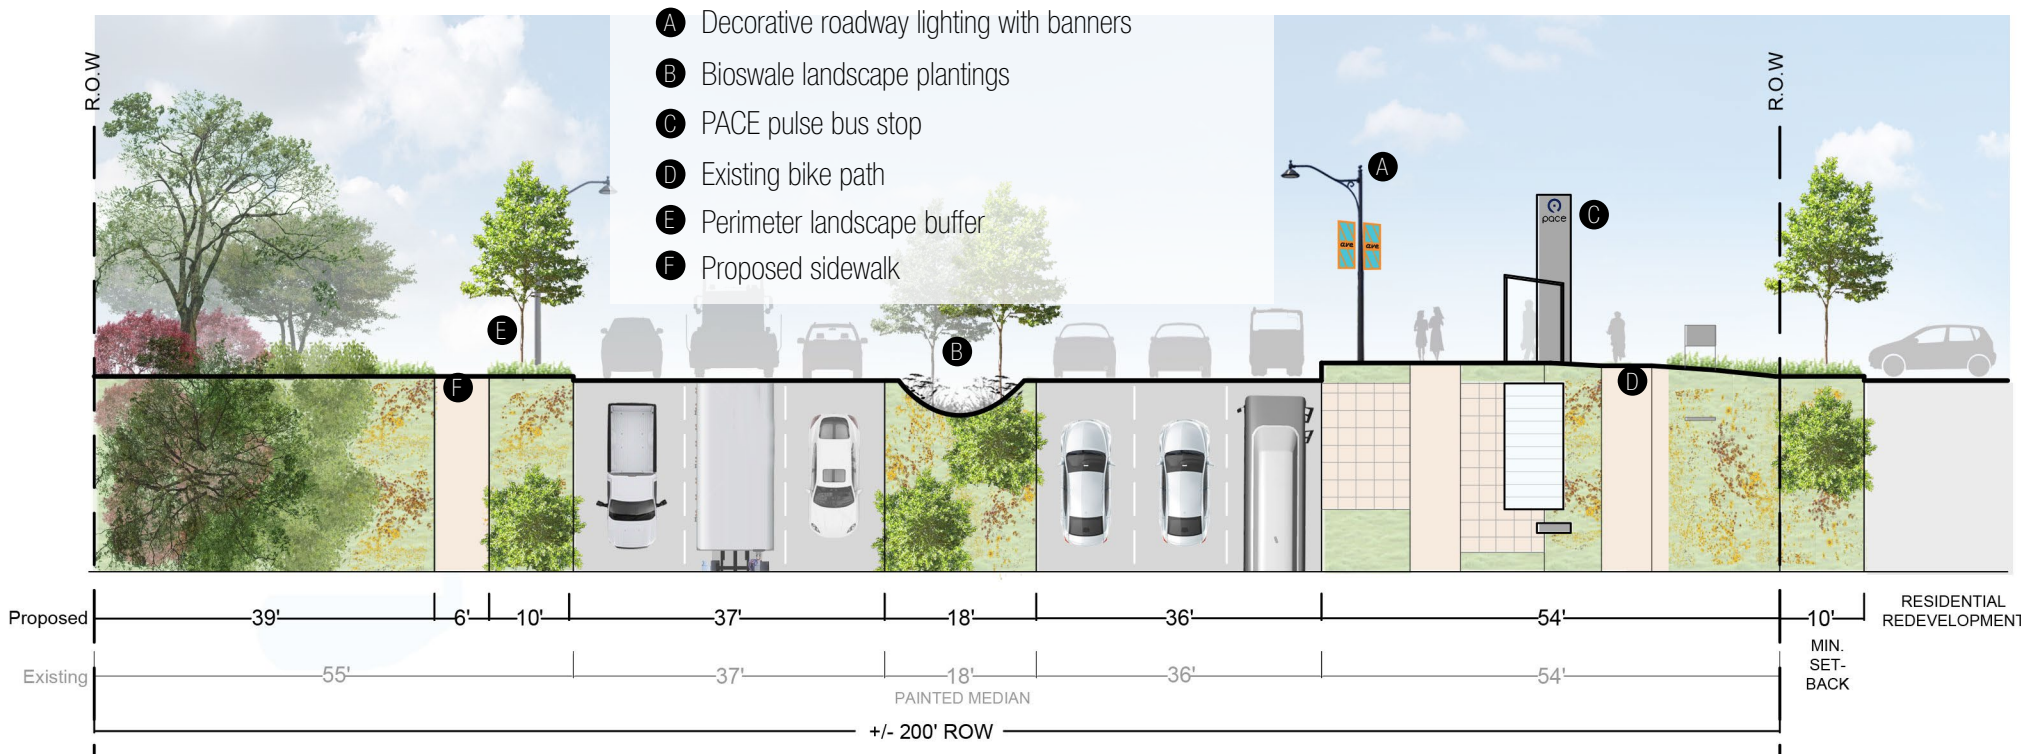 A Decorative roadway lighting with banners
B Bioswale landscape plantings
C PACE pulse bus stop
D Existing bike path
E Perimeter landscape buffer
F Proposed sidewalk
R.O.W
R.O.W
A
C
pace
ave ave
E
B
F
D
Proposed 39' 6' 10' 37' 18' 36' 54' 10' RESIDENTIAL
REDEVELOPMENT
MIN.
SET-
BACK
Existing 55' 37' 18' 36' 54'
PAINTED MEDIAN
+/- 200' ROW